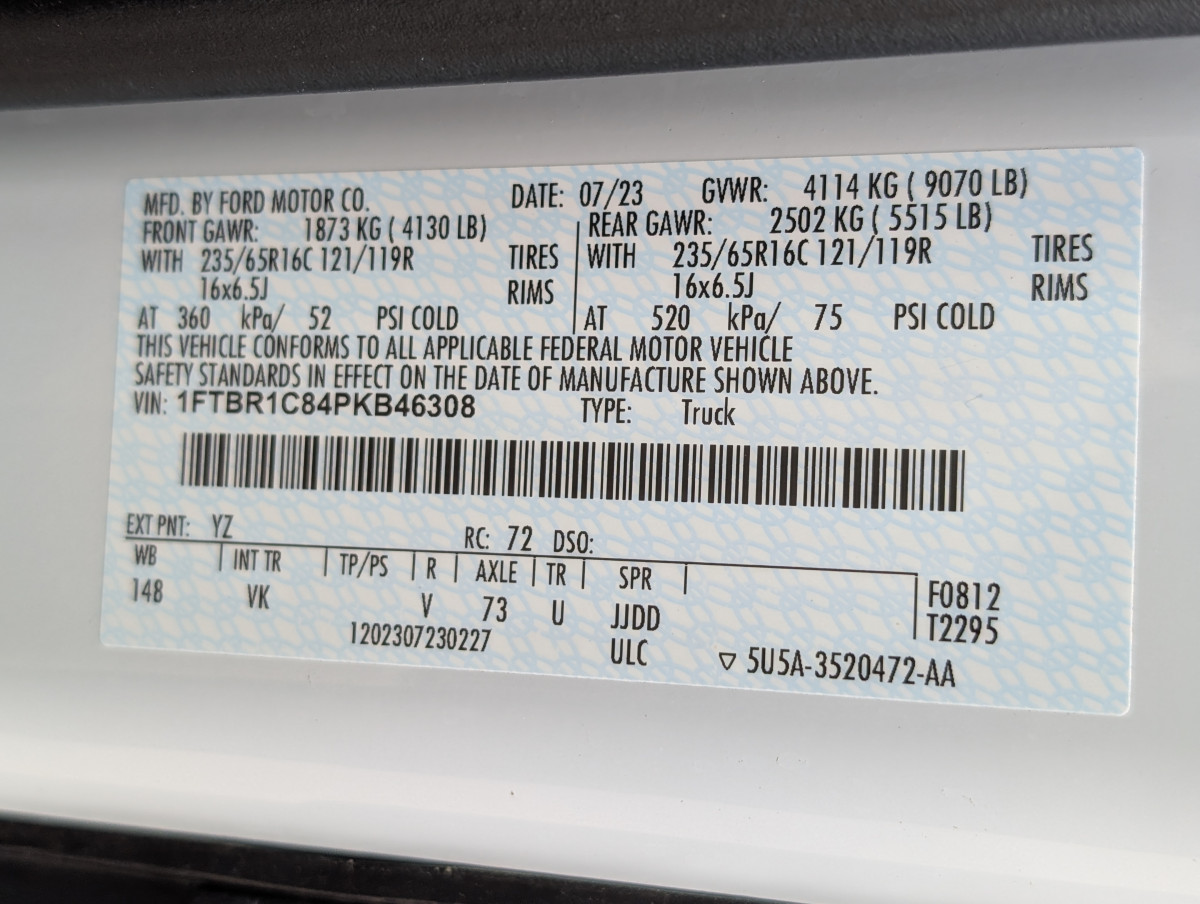 MFD. BY FORD MOTOR CO. DATE: 07/23 GVWR: 4114 KG ( 9070 LB)
FRONT GAWR: 1873 KG ( 4130 LB) REAR GAWR: 2502 KG ( 5515 LB)
WITH 235/65R16C 121/119R TIRES WITH 235/65R16C 121/119R TIRES
16x6.5J RIMS 16x6.5J RIMS
AT 360 kPa/ 52 PSI COLD AT 520 kPa/ 75 PSI COLD
THIS VEHICLE CONFORMS TO ALL APPLICABLE FEDERAL MOTOR VEHICLE
SAFETY STANDARDS IN EFFECT ON THE DATE OF MANUFACTURE SHOWN ABOVE.
VIN: 1FTBR1C84PKB46308 TYPE: Truck
EXT PNT: YZ RC: 72 DSO:
WB INT TR TP/PS R AXLE TR SPR
148 VK V 73 U JJDD F0812
T2295
1202307230227 ULC ▽ 5U5A-3520472-AA